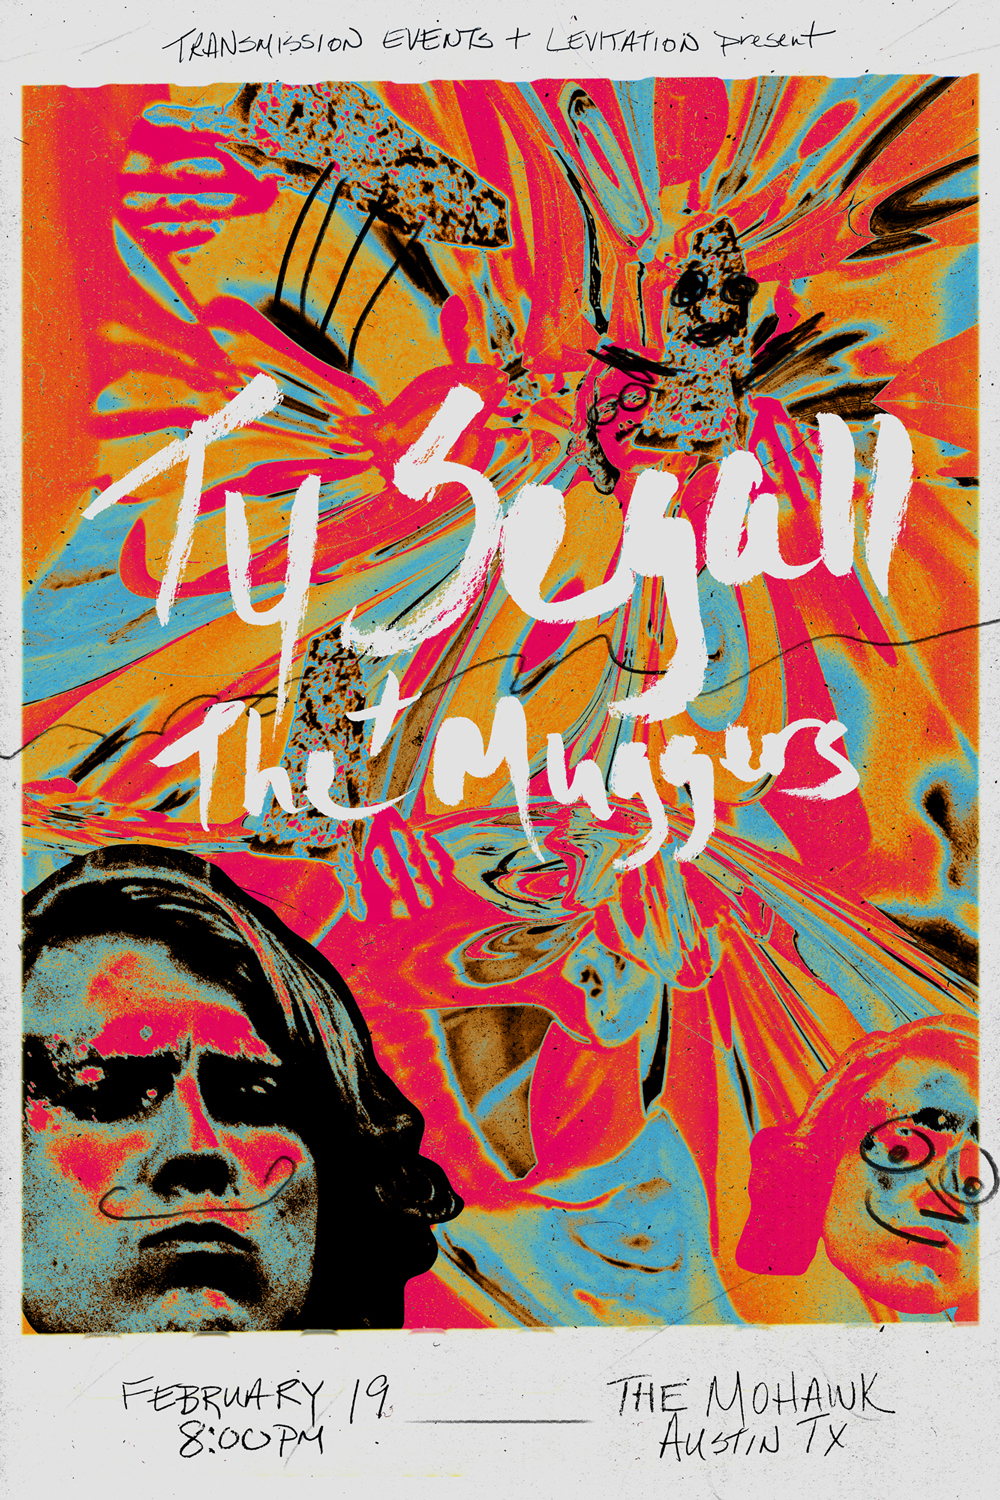 TRANSMISSION EVENTS + LEVITATION present
Ty Segall
+
The Muggers
FEBRUARY 19
8:00PM
THE MOHAWK
AUSTIN TX